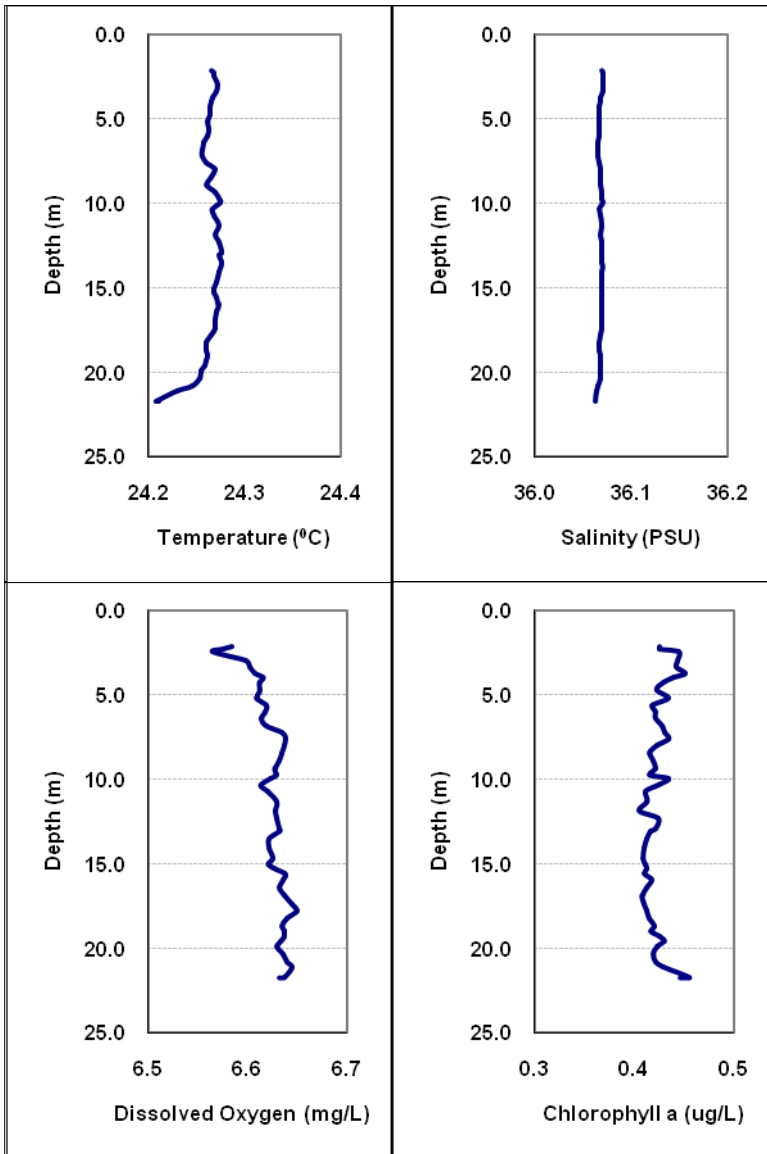 0.0
5.0
10.0
15.0
20.0
25.0
Depth (m)
24.2 24.3 24.4
Temperature (⁰C)
0.0
5.0
10.0
15.0
20.0
25.0
Depth (m)
36.0 36.1 36.2
Salinity (PSU)
0.0
5.0
10.0
15.0
20.0
25.0
Depth (m)
6.5 6.6 6.7
Dissolved Oxygen (mg/L)
0.0
5.0
10.0
15.0
20.0
25.0
Depth (m)
0.3 0.4 0.5
Chlorophyll a (ug/L)